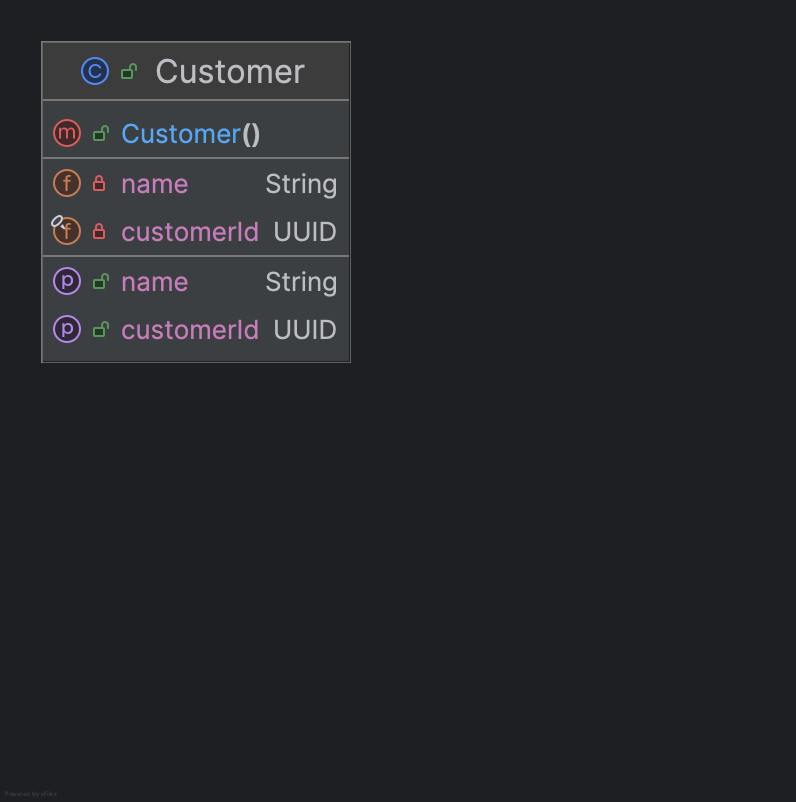 C Customer
m Customer()
f name String
f customerId UUID
p name String
p customerId UUID
Powered by yFiles